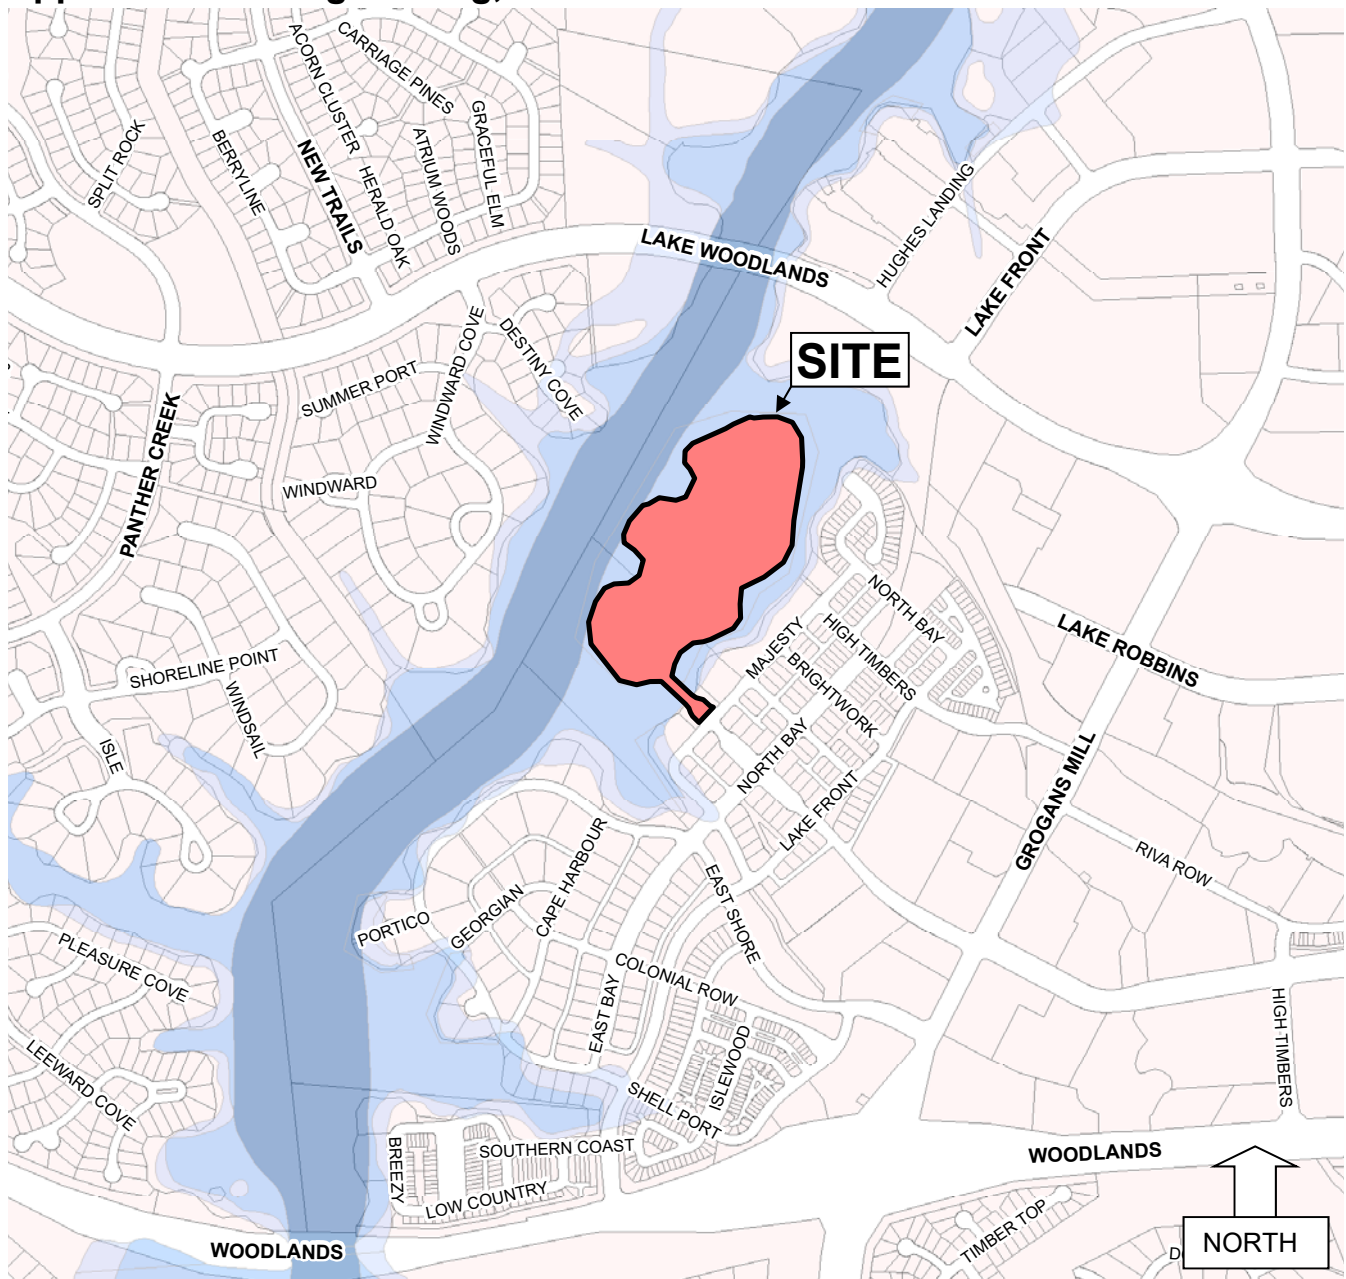 ACORN CLUSTER
CARRIAGE PINES
GRACEFUL ELM
SPLIT ROCK
BERRYLINE
NEW TRAILS
HERALD OAK
ATRIUM WOODS
HUGHES LANDING
LAKE WOODLANDS
LAKE FRONT
SITE
DESTINY COVE
WINDWARD COVE
SUMMER PORT
PANTHER CREEK
WINDWARD
NORTH BAY
HIGH TIMBERS
MAJESTY
BRIGHTWORK
LAKE ROBBINS
SHORELINE POINT
WINDSAIL
ISLE
NORTH BAY
LAKE FRONT
GROGANS MILL
RIVA ROW
CAPE HARBOUR
EAST SHORE
GEORGIAN
PORTICO
PLEASURE COVE
COLONIAL ROW
EAST BAY
HIGH TIMBERS
LEEWARD COVE
ISLEWOOD
SHELL PORT
SOUTHERN COAST
BREEZY
LOW COUNTRY
WOODLANDS
WOODLANDS
TIMBER TOP
NORTH